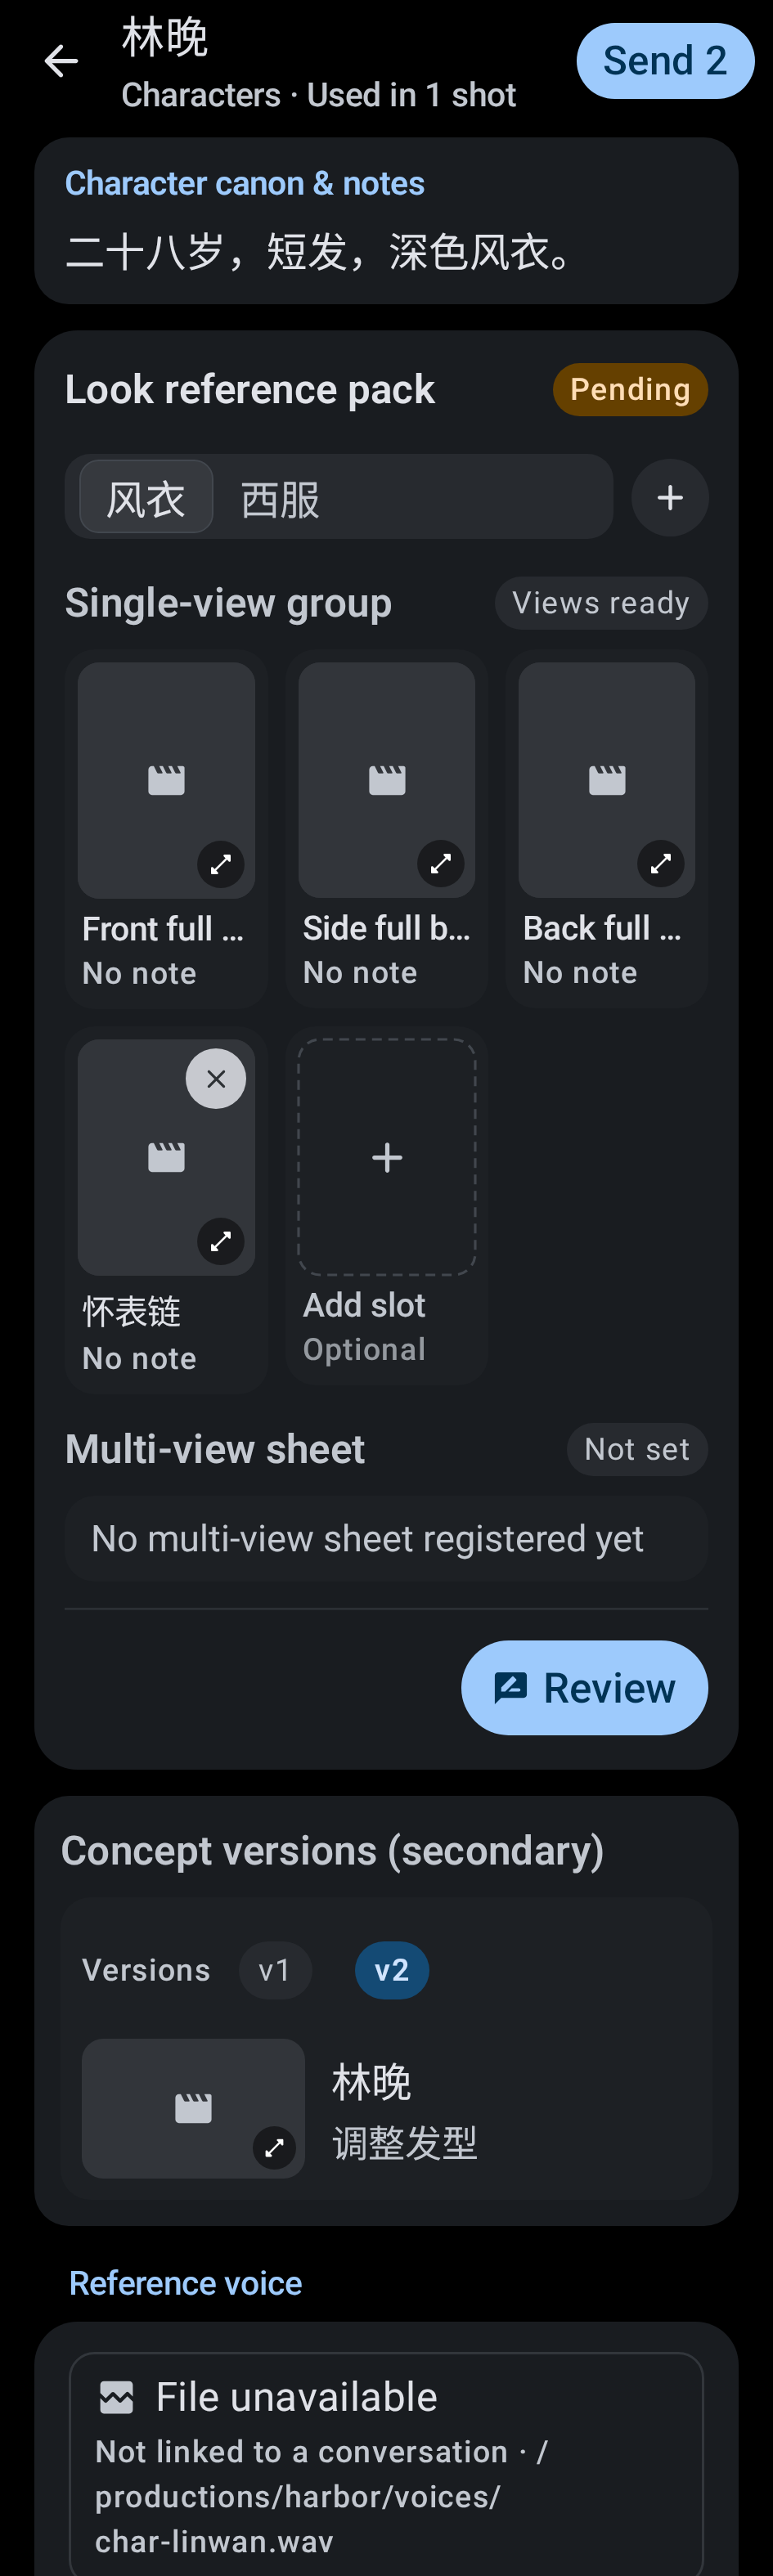 林晚
Characters · Used in 1 shot
Send 2
Character canon & notes
二十八岁，短发，深色风衣。
Look reference pack
Pending
风衣
西服
Single-view group
Views ready
Front full ...
No note
Side full b...
No note
Back full ...
No note
怀表链
No note
Add slot
Optional
Multi-view sheet
Not set
No multi-view sheet registered yet
Review
Concept versions (secondary)
Versions
v1
v2
林晚
调整发型
Reference voice
File unavailable
Not linked to a conversation · /
productions/harbor/voices/
char-linwan.wav